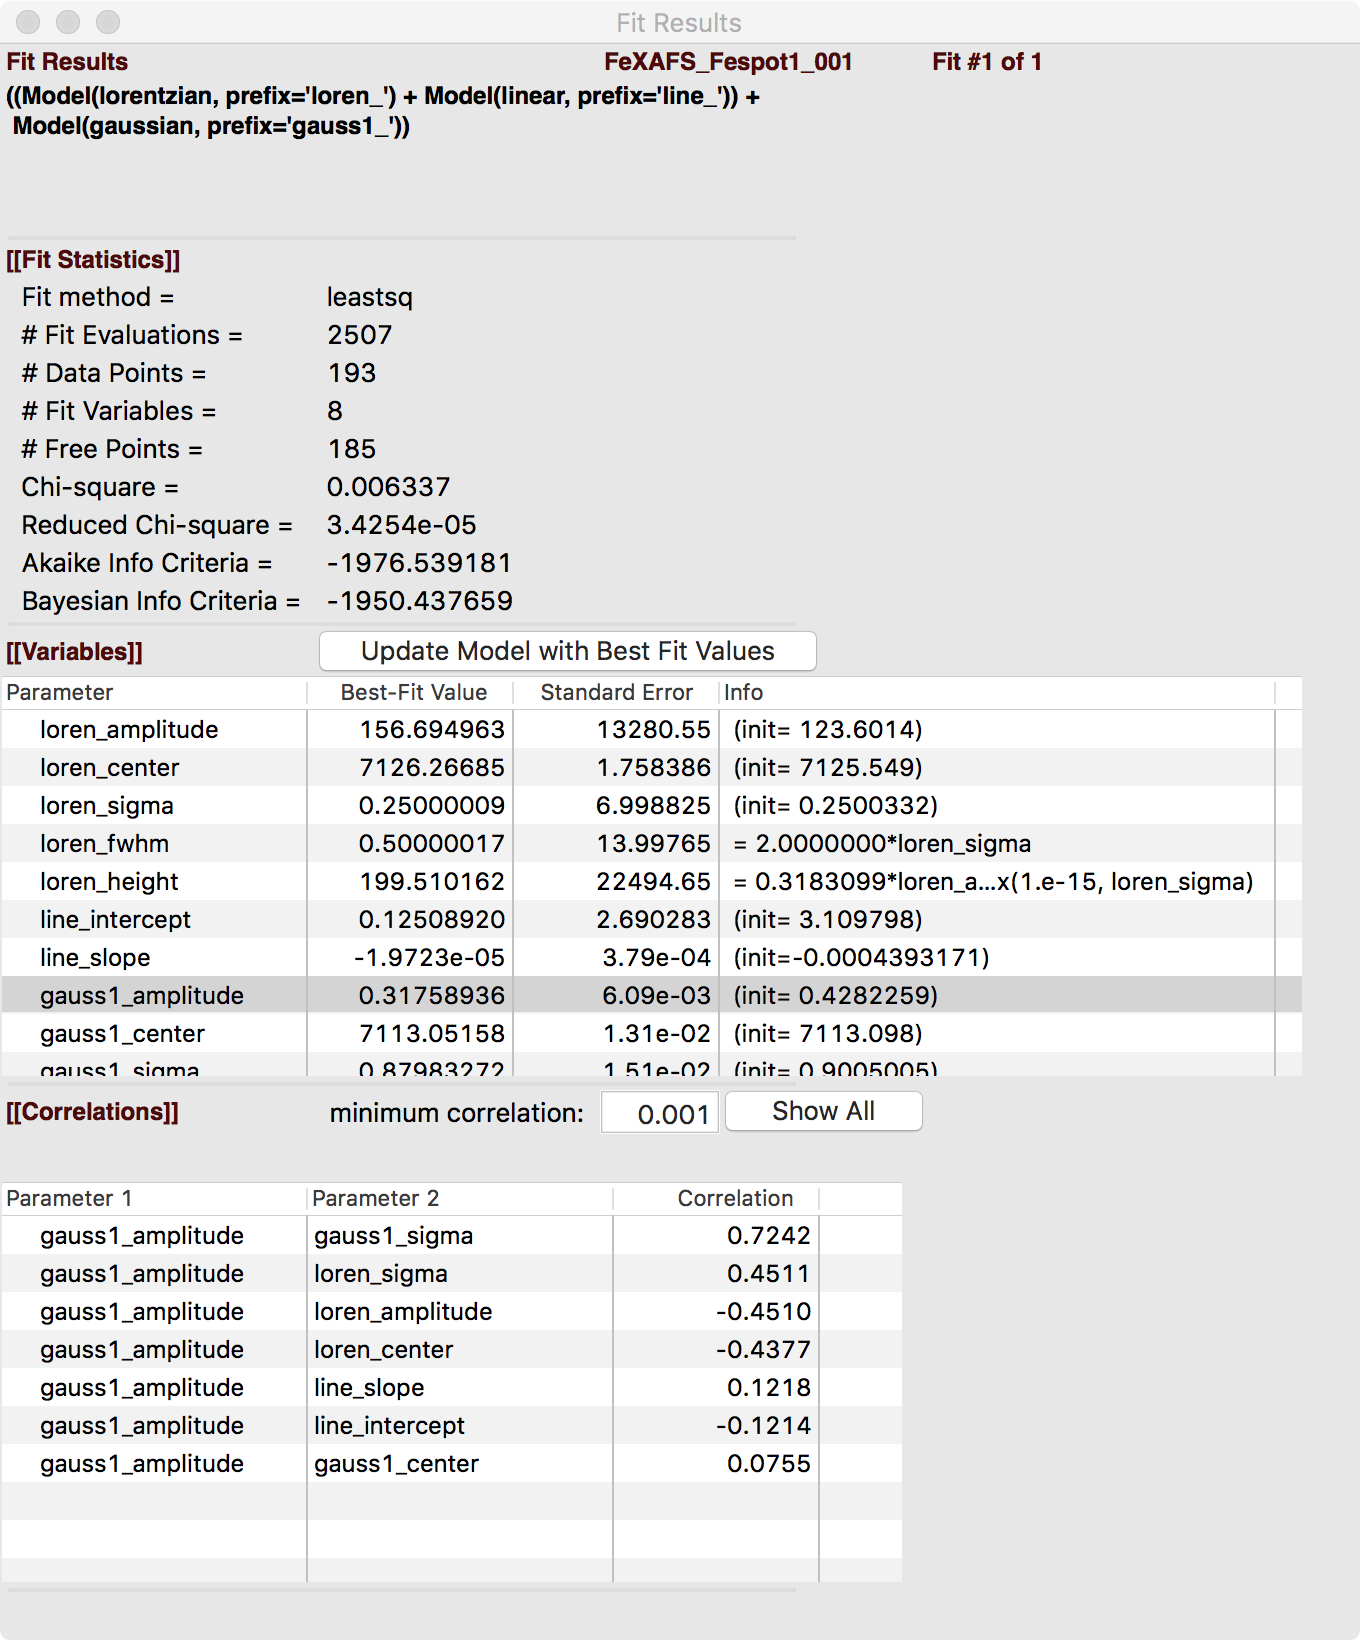 Fit Results
Fit Results FeXAFS_Fespot1_001 Fit #1 of 1
((Model(lorentzian, prefix='loren_') + Model(linear, prefix='line_')) +
Model(gaussian, prefix='gauss1_'))
[[Fit Statistics]]
Fit method = leastsq
# Fit Evaluations = 2507
# Data Points = 193
# Fit Variables = 8
# Free Points = 185
Chi-square = 0.006337
Reduced Chi-square = 3.4254e-05
Akaike Info Criteria = -1976.539181
Bayesian Info Criteria = -1950.437659
[[Variables]] Update Model with Best Fit Values
Parameter Best-Fit Value Standard Error Info
loren_amplitude 156.694963 13280.55 (init= 123.6014)
loren_center 7126.26685 1.758386 (init= 7125.549)
loren_sigma 0.25000009 6.998825 (init= 0.2500332)
loren_fwhm 0.50000017 13.99765 = 2.0000000*loren_sigma
loren_height 199.510162 22494.65 = 0.3183099*loren_a...x(1.e-15, loren_sigma)
line_intercept 0.12508920 2.690283 (init= 3.109798)
line_slope -1.9723e-05 3.79e-04 (init=-0.0004393171)
gauss1_amplitude 0.31758936 6.09e-03 (init= 0.4282259)
gauss1_center 7113.05158 1.31e-02 (init= 7113.098)
gauss1_sigma 0.87983272 1.51e-02 (init= 0.9005005)
[[Correlations]] minimum correlation: 0.001 Show All
Parameter 1 Parameter 2 Correlation
gauss1_amplitude gauss1_sigma 0.7242
gauss1_amplitude loren_sigma 0.4511
gauss1_amplitude loren_amplitude -0.4510
gauss1_amplitude loren_center -0.4377
gauss1_amplitude line_slope 0.1218
gauss1_amplitude line_intercept -0.1214
gauss1_amplitude gauss1_center 0.0755